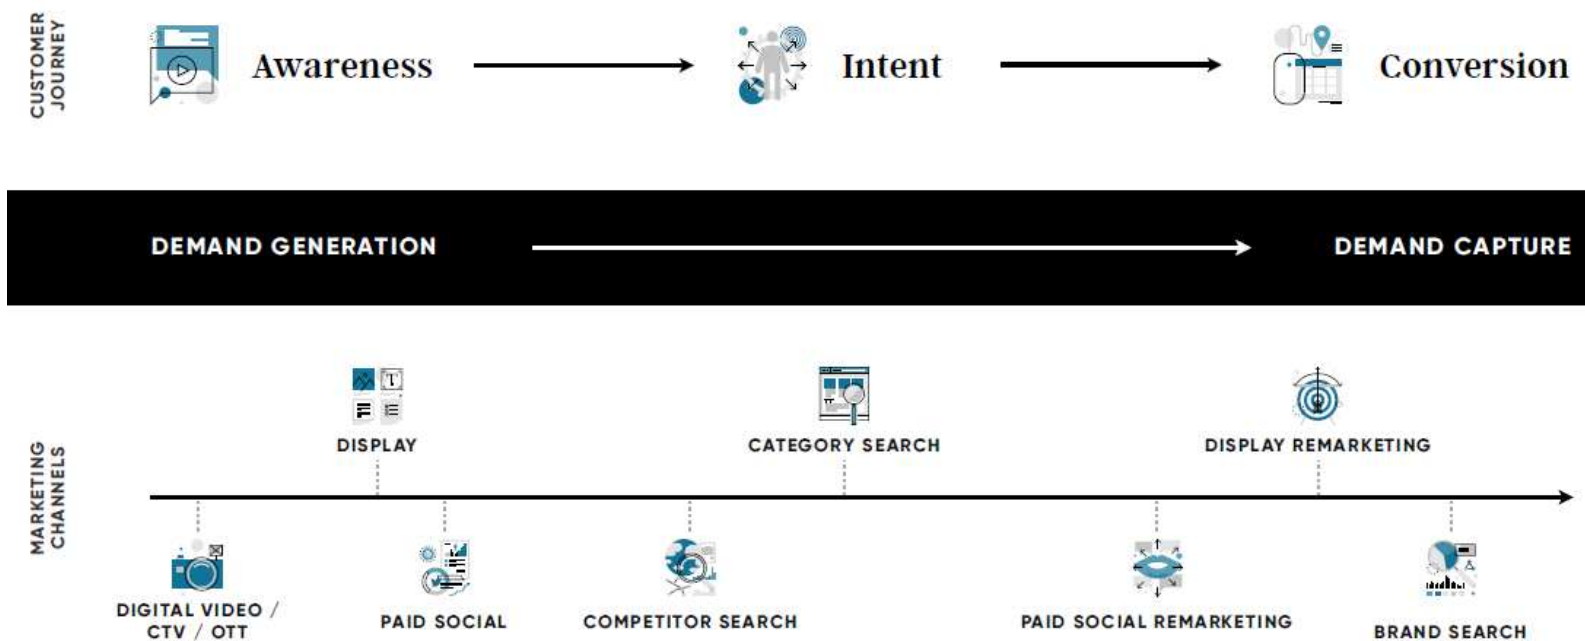 CUSTOMER
JOURNEY
Awareness
Intent
Conversion
DEMAND GENERATION
DEMAND CAPTURE
MARKETING
CHANNELS
DISPLAY
CATEGORY SEARCH
DISPLAY REMARKETING
DIGITAL VIDEO /
CTV / OTT
PAID SOCIAL
COMPETITOR SEARCH
PAID SOCIAL REMARKETING
BRAND SEARCH